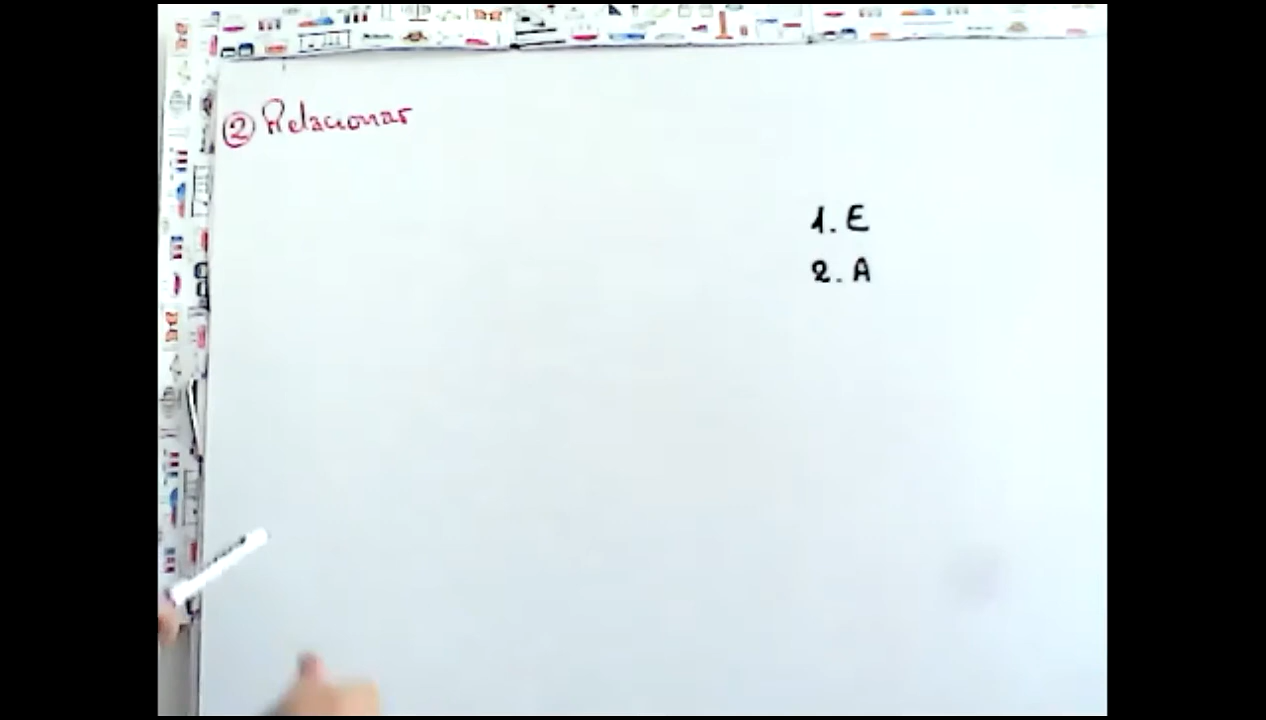 ② Relacionar
1. E
2. A